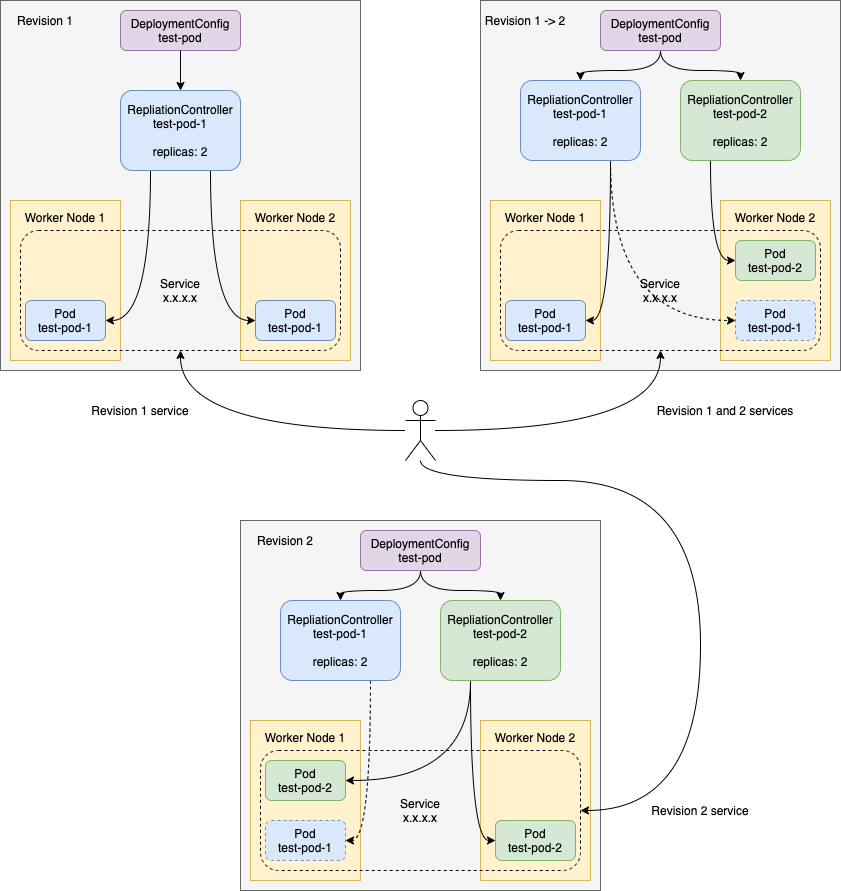 Revision 1
DeploymentConfig
test-pod
RepliationController
test-pod-1
replicas: 2
Worker Node 1
Worker Node 2
Service
x.x.x.x
Pod
test-pod-1
Pod
test-pod-1
Revision 1 -> 2
DeploymentConfig
test-pod
RepliationController
test-pod-1
replicas: 2
RepliationController
test-pod-2
replicas: 2
Worker Node 1
Worker Node 2
Pod
test-pod-2
Service
x.x.x.x
Pod
test-pod-1
Pod
test-pod-1
Revision 1 service
Revision 1 and 2 services
Revision 2
DeploymentConfig
test-pod
RepliationController
test-pod-1
replicas: 2
RepliationController
test-pod-2
replicas: 2
Worker Node 1
Worker Node 2
Pod
test-pod-2
Service
x.x.x.x
Pod
test-pod-1
Pod
test-pod-2
Revision 2 service